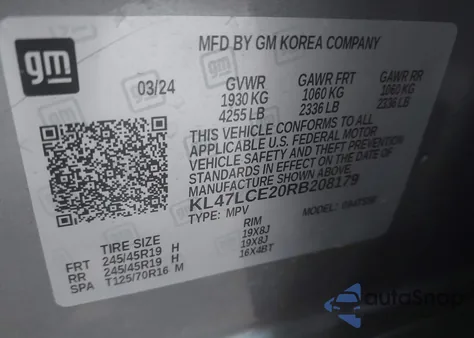 gm
MFD BY GM KOREA COMPANY
03/24 GVWR GAWR FRT GAWR RR
1930 KG 1060 KG 1060 KG
4255 LB 2336 LB 2336 LB
THIS VEHICLE CONFORMS TO ALL
APPLICABLE U.S. FEDERAL MOTOR
VEHICLE SAFETY AND THEFT PREVENTION
STANDARDS IN EFFECT ON THE DATE OF
MANUFACTURE SHOWN ABOVE.
KL47LCE20RB208179
TYPE: MPV MODEL:
TIRE SIZE RIM
FRT 245/45R19 H 19X8J
RR 245/45R19 H 19X8J
SPA T125/70R16 M 16X4BT
autoSnap